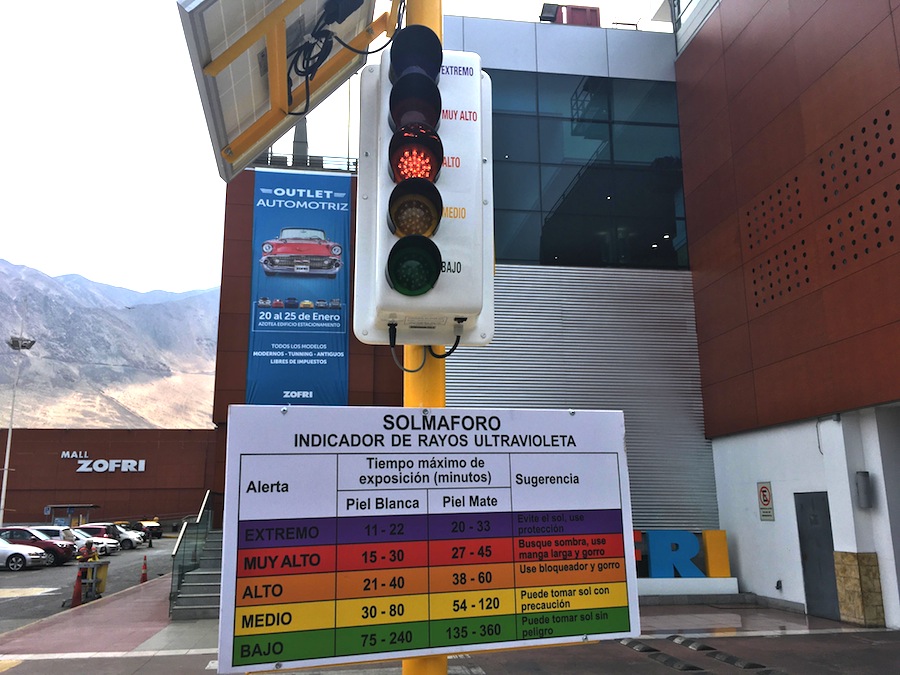 EXTREMO
MUY ALTO
ALTO
MEDIO
BAJO
OUTLET
AUTOMOTRIZ
20 al 25 de Enero
AZOTEA EDIFICIO ESTACIONAMIENTO
TODOS LOS MODELOS
MODERNOS - TUNNING - ANTIGUOS
LIBRES DE IMPUESTOS
ZOFRI
MALL
ZOFRI
SOLMAFORO
INDICADOR DE RAYOS ULTRAVIOLETA
Alerta
Tiempo máximo de
exposición (minutos)
Sugerencia
Piel Blanca
Piel Mate
EXTREMO 11 - 22 20 - 33 Evite el sol, use
protección
MUY ALTO 15 - 30 27 - 45 Busque sombra, use
manga larga y gorro
ALTO 21 - 40 38 - 60 Use bloqueador y gorro
MEDIO 30 - 80 54 - 120 Puede tomar sol con
precaución
BAJO 75 - 240 135 - 360 Puede tomar sol sin
peligro
FRI
E